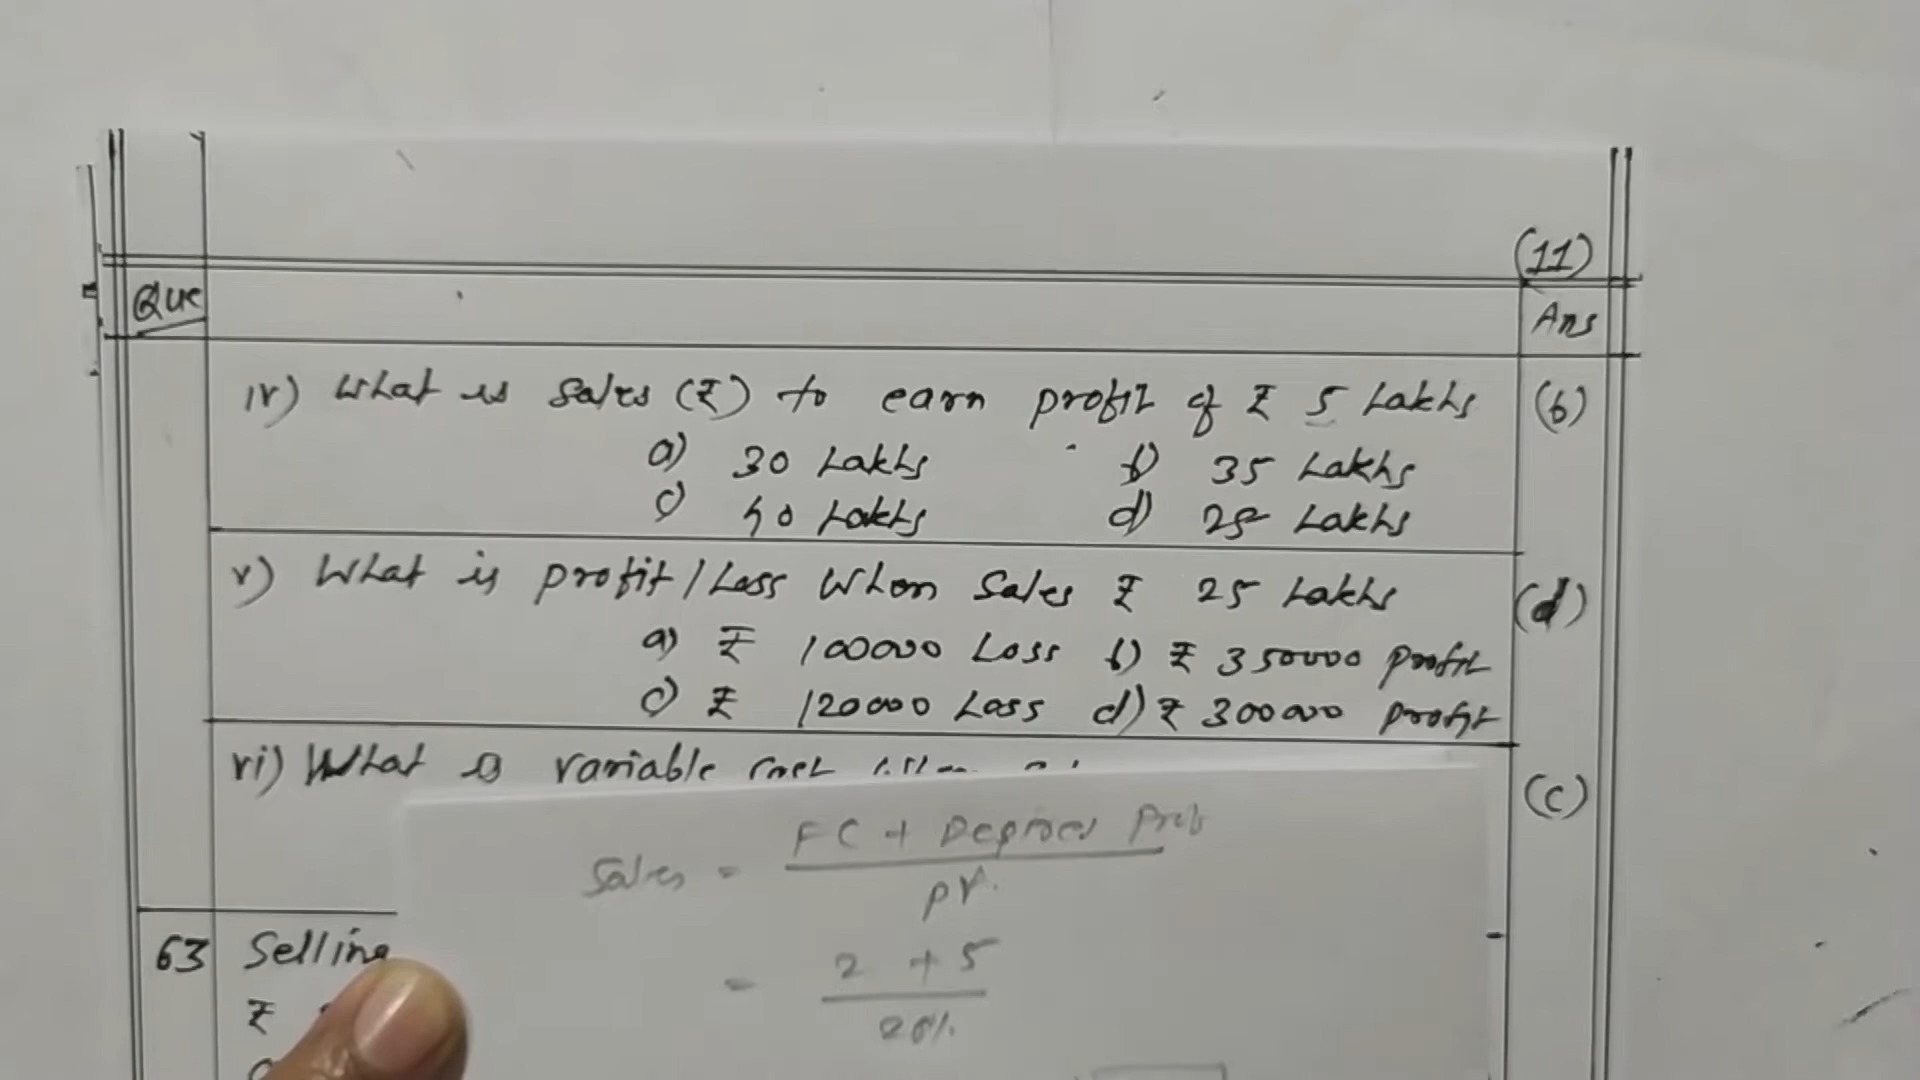 (11)
Que Ans
iv) What is Sales (₹) to earn profit of ₹ 5 Lakhs (b)
a) 30 Lakhs b) 35 Lakhs
c) 40 Lakhs d) 25 Lakhs
v) What is profit / Loss When Sales ₹ 25 Lakhs (d)
a) ₹ 100000 Loss b) ₹ 350000 profit
c) ₹ 120000 Loss d) ₹ 300000 profit
vi) What is variable cost (c)
Sales = FC + Desired Prof
PV.
= 2 + 5
20%
63 Selling
₹